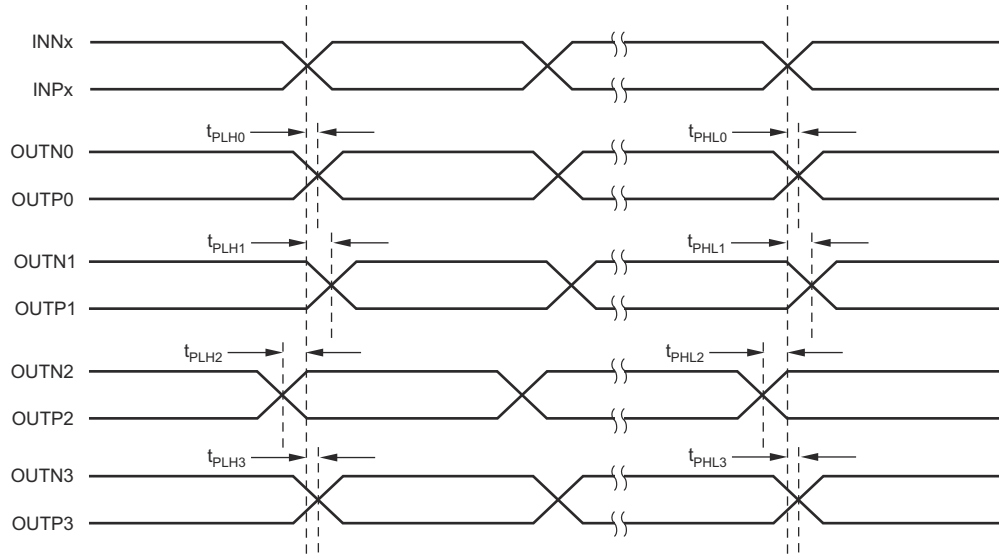 INNx
INPx
tPLH0 tPHL0
OUTN0
OUTP0
tPLH1 tPHL1
OUTN1
OUTP1
tPLH2 tPHL2
OUTN2
OUTP2
tPLH3 tPHL3
OUTN3
OUTP3